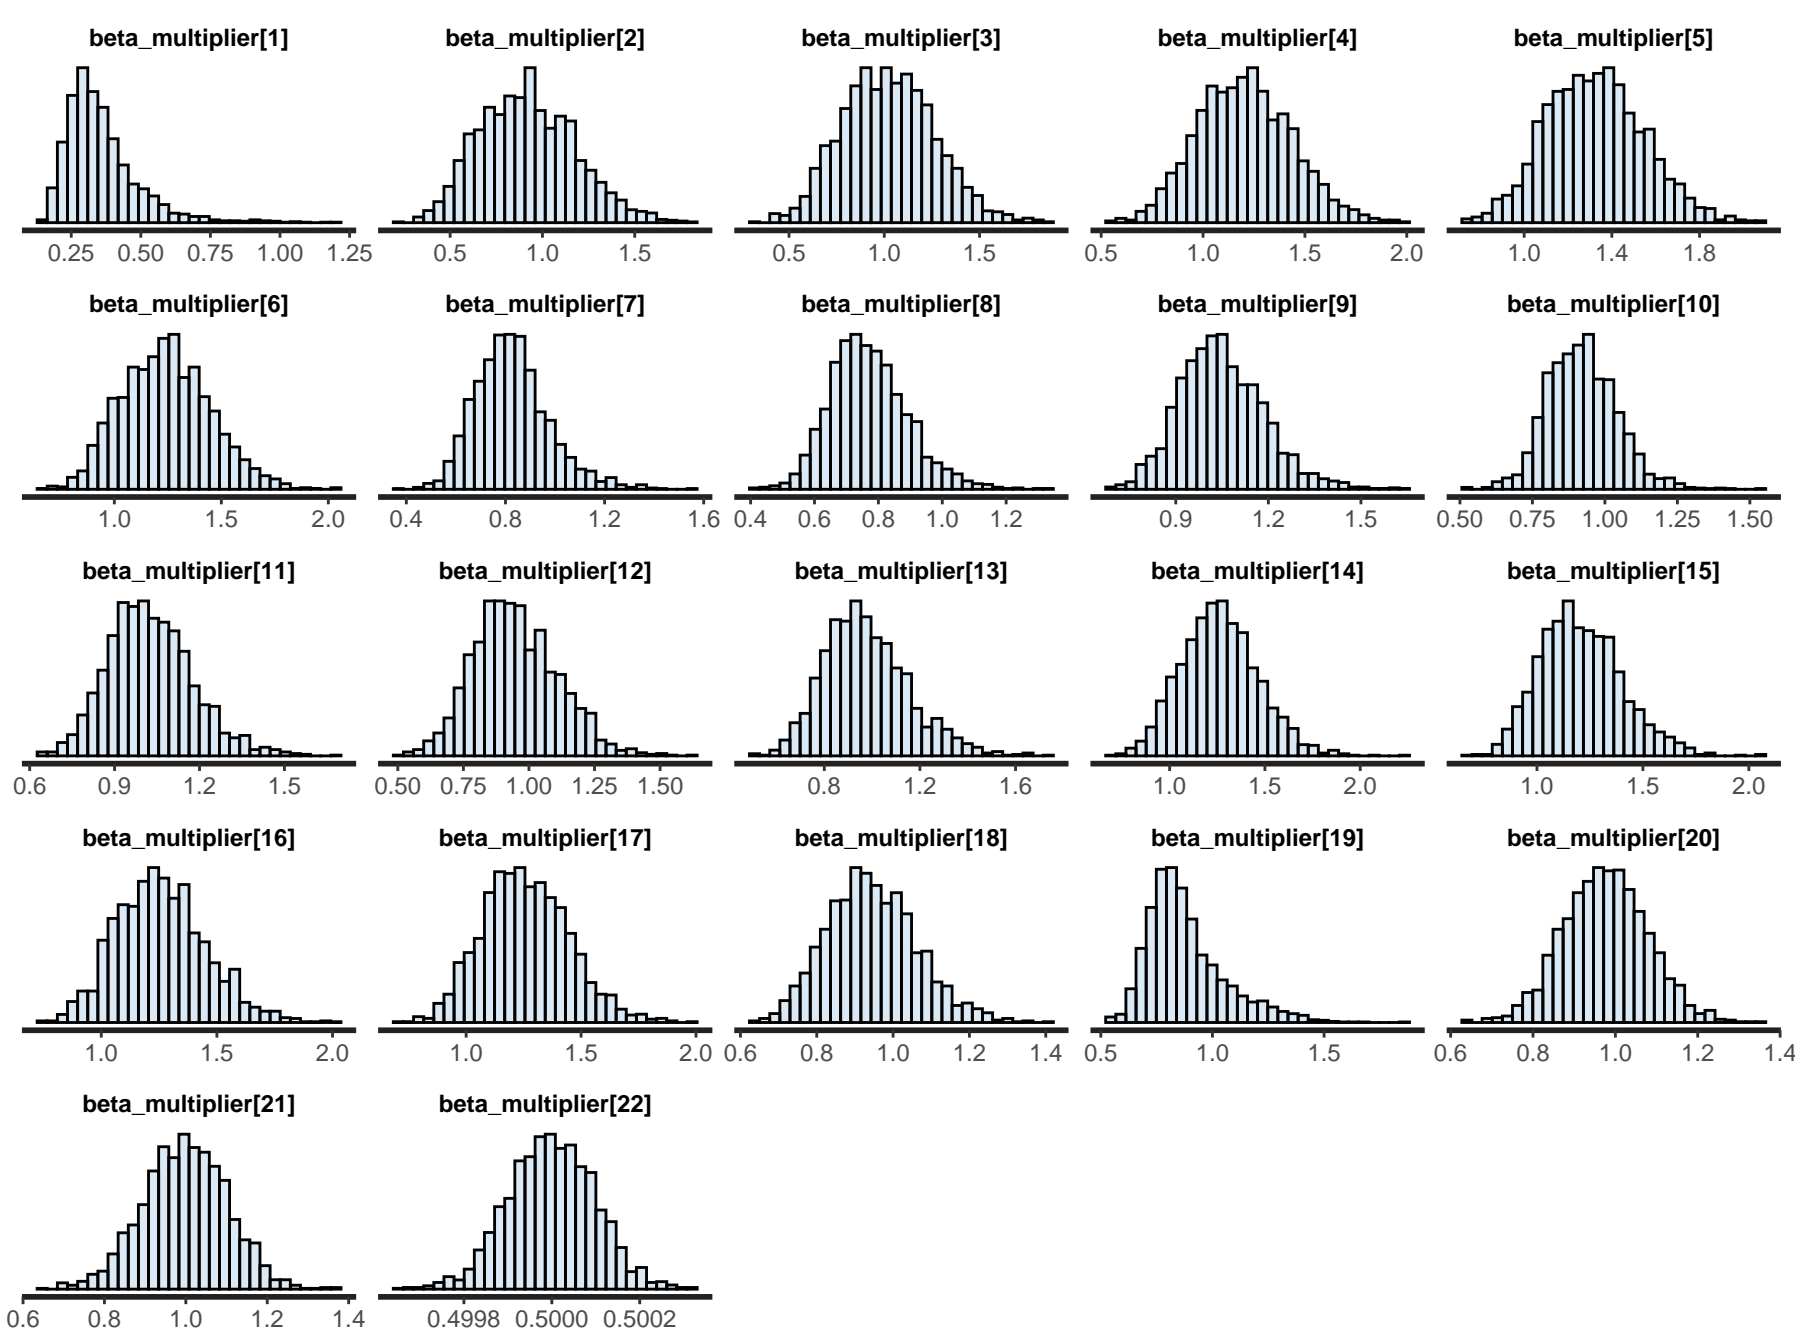 beta_multiplier[1] beta_multiplier[2] beta_multiplier[3] beta_multiplier[4] beta_multiplier[5]
0.25 0.50 0.75 1.00 1.25 0.5 1.0 1.5 0.5 1.0 1.5 0.5 1.0 1.5 2.0 1.0 1.4 1.8
beta_multiplier[6] beta_multiplier[7] beta_multiplier[8] beta_multiplier[9] beta_multiplier[10]
1.0 1.5 2.0 0.4 0.8 1.2 1.6 0.4 0.6 0.8 1.0 1.2 0.9 1.2 1.5 0.50 0.75 1.00 1.25 1.50
beta_multiplier[11] beta_multiplier[12] beta_multiplier[13] beta_multiplier[14] beta_multiplier[15]
0.6 0.9 1.2 1.5 0.50 0.75 1.00 1.25 1.50 0.8 1.2 1.6 1.0 1.5 2.0 1.0 1.5 2.0
beta_multiplier[16] beta_multiplier[17] beta_multiplier[18] beta_multiplier[19] beta_multiplier[20]
1.0 1.5 2.0 1.0 1.5 2.0 0.6 0.8 1.0 1.2 1.4 0.5 1.0 1.5 0.6 0.8 1.0 1.2 1.4
beta_multiplier[21] beta_multiplier[22]
0.6 0.8 1.0 1.2 1.4 0.4998 0.5000 0.5002